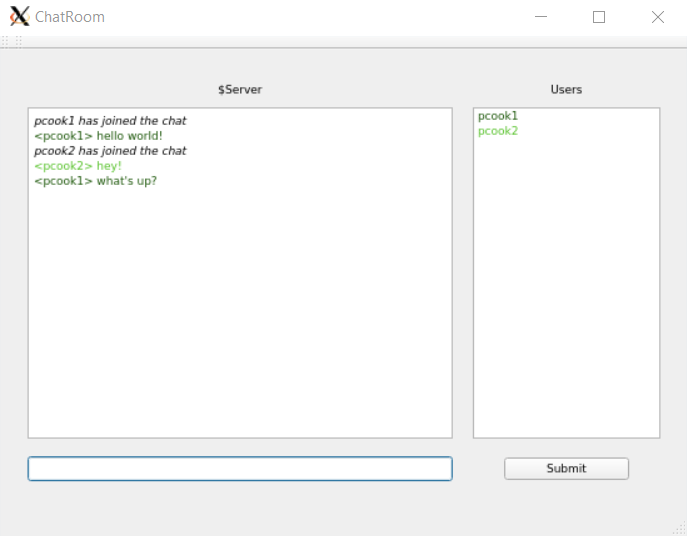 ChatRoom
$Server
Users
pcook1 has joined the chat
<pcook1> hello world!
pcook2 has joined the chat
<pcook2> hey!
<pcook1> what's up?
pcook1
pcook2
Submit